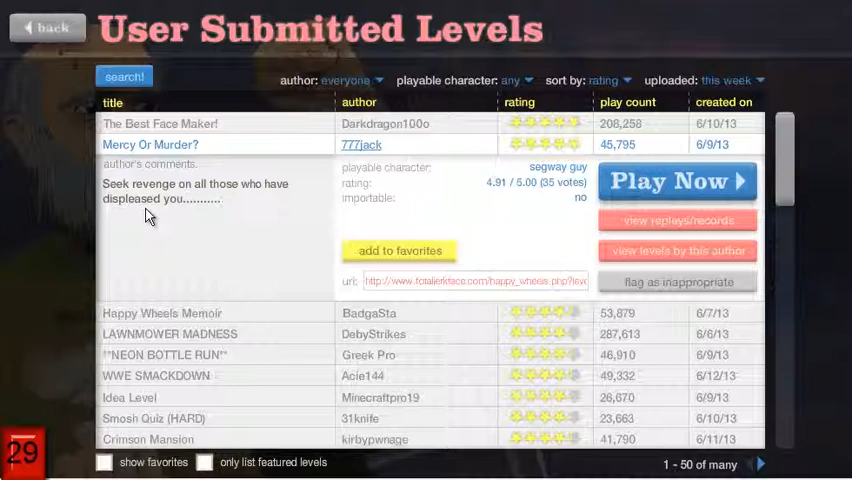 back
User Submitted Levels
search!
author: everyone playable character: any sort by: rating uploaded: this week
title author rating play count created on
The Best Face Maker! Darkdragon100o 208,258 6/10/13
Mercy Or Murder? 777jack 45,795 6/9/13
author's comments.
Seek revenge on all those who have
displeased you...........
playable character: segway guy
rating: 4.91 / 5.00 (35 votes)
importable: no
Play Now
view replays/records
add to favorites
view levels by this author
url: http://www.totaljerkface.com/happy_wheels.php?leve
flag as inappropriate
Happy Wheels Memoir BadgaSta 53,879 6/7/13
LAWNMOWER MADNESS DebyStrikes 287,613 6/6/13
**NEON BOTTLE RUN** Greek Pro 46,910 6/9/13
WWE SMACKDOWN Acie144 49,332 6/12/13
Idea Level Minecraftpro19 26,670 6/9/13
Smosh Quiz (HARD) 31knife 23,663 6/10/13
Crimson Mansion kirbypwnage 41,790 6/11/13
29
show favorites only list featured levels
1 - 50 of many